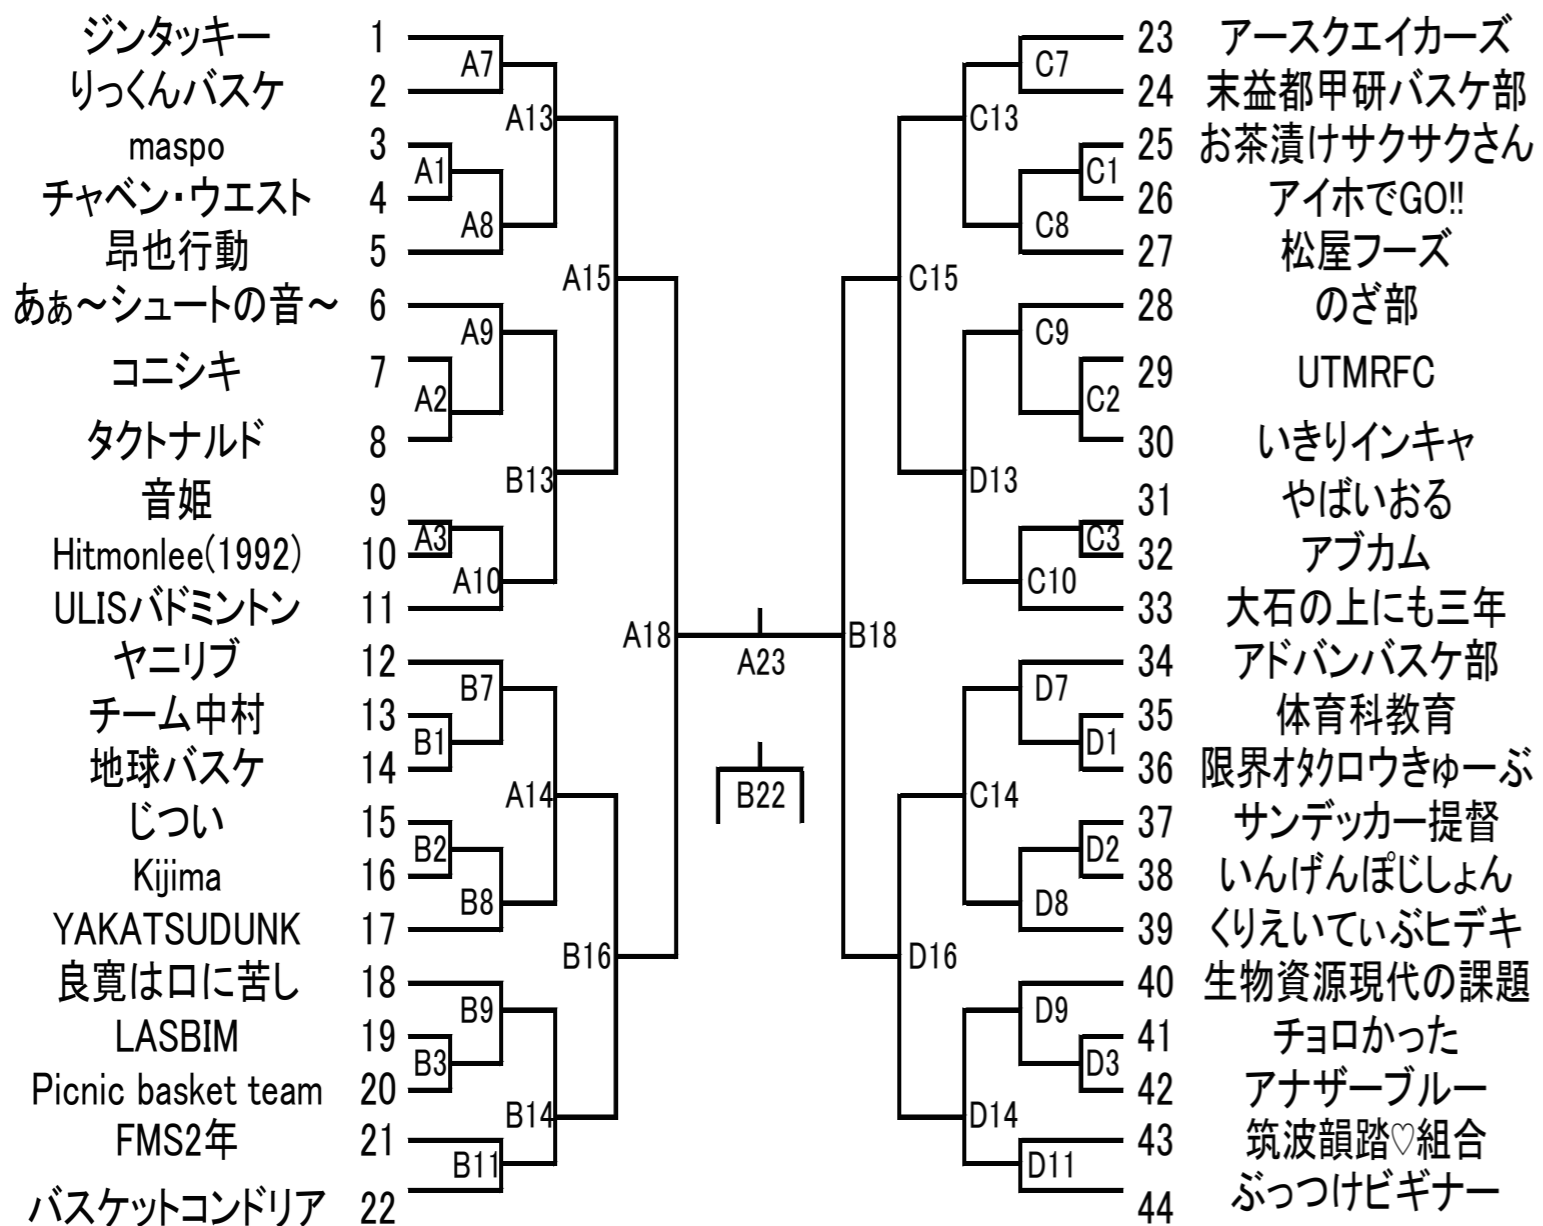 ジンタッキー 1
りっくんバスケ 2
maspo 3
チャベン・ウエスト 4
昂也行動 5
あぁ～シュートの音～ 6
コニシキ 7
タクトナルド 8
音姫 9
Hitmonlee(1992) 10
ULISバドミントン 11
ヤニリブ 12
チーム中村 13
地球バスケ 14
じつい 15
Kijima 16
YAKATSUDUNK 17
良寛は口に苦し 18
LASBIM 19
Picnic basket team 20
FMS2年 21
バスケットコンドリア 22
A7
A1
A8
A9
A2
A3
A10
B7
B1
B2
B8
B9
B3
B11
A13
B13
A14
B14
A15
B16
A18
A23
B22
B18
C15
D16
C13
D13
C14
D14
C7
C1
C8
C9
C2
C3
C10
D7
D1
D2
D8
D9
D3
D11
23 アースクエイカーズ
24 末益都甲研バスケ部
25 お茶漬けサクサクさん
26 アイホでGO!!
27 松屋フーズ
28 のざ部
29 UTMRFC
30 いきりインキャ
31 やばいおる
32 アブカム
33 大石の上にも三年
34 アドバンバスケ部
35 体育科教育
36 限界ｵﾀｸロウきゅーぶ
37 サンデッカー提督
38 いんげんぽじしょん
39 くりえいてぃぶヒデキ
40 生物資源現代の課題
41 チョロかった
42 アナザーブルー
43 筑波韻踏♡組合
44 ぶっつけビギナー